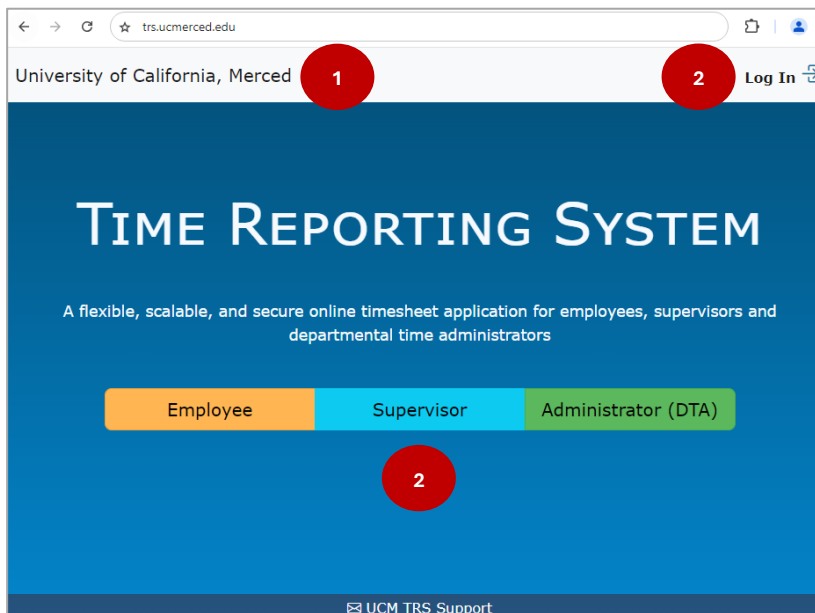 trs.ucmerced.edu
University of California, Merced 1 2 Log In
Time Reporting System
A flexible, scalable, and secure online timesheet application for employees, supervisors and
departmental time administrators
Employee Supervisor Administrator (DTA)
2
UCM TRS Support